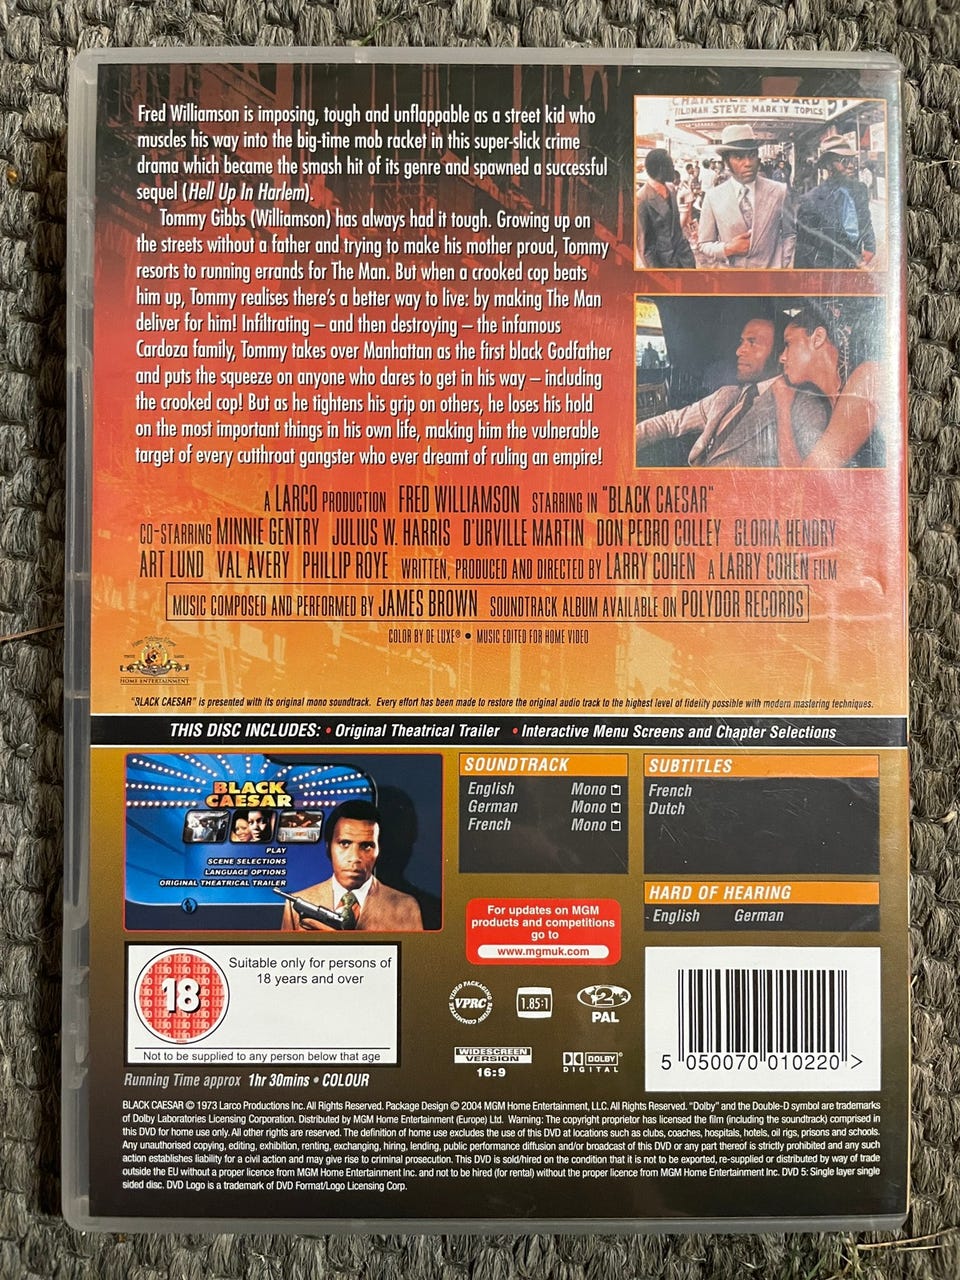 Fred Williamson is imposing, tough and unflappable as a street kid who
muscles his way into the big-time mob racket in this super-slick crime
drama which became the smash hit of its genre and spawned a successful
sequel (Hell Up In Harlem).
Tommy Gibbs (Williamson) has always had it tough. Growing up on
the streets without a father and trying to make his mother proud, Tommy
resorts to running errands for The Man. But when a crooked cop beats
him up, Tommy realises there's a better way to live: by making The Man
deliver for him! Infiltrating – and then destroying – the infamous
Cardoza family, Tommy takes over Manhattan as the first black Godfather
and puts the squeeze on anyone who dares to get in his way – including
the crooked cop! But as he tightens his grip on others, he loses his hold
on the most important things in his own life, making him the vulnerable
target of every cutthroat gangster who ever dreamt of ruling an empire!
CHAIRMEN BOARD
STEVE MARK IV TOPICS
A LARCO PRODUCTION FRED WILLIAMSON STARRING IN "BLACK CAESAR"
CO-STARRING MINNIE GENTRY JULIUS W. HARRIS D'URVILLE MARTIN DON PEDRO COLLEY GLORIA HENDRY
ART LUND VAL AVERY PHILLIP ROYE WRITTEN, PRODUCED AND DIRECTED BY LARRY COHEN A LARRY COHEN FILM
MUSIC COMPOSED AND PERFORMED BY JAMES BROWN SOUNDTRACK ALBUM AVAILABLE ON POLYDOR RECORDS
COLOR BY DE LUXE® • MUSIC EDITED FOR HOME VIDEO
HOME ENTERTAINMENT
"BLACK CAESAR" is presented with its original mono soundtrack. Every effort has been made to restore the original audio track to the highest level of fidelity possible with modern mastering techniques.
THIS DISC INCLUDES: • Original Theatrical Trailer • Interactive Menu Screens and Chapter Selections
BLACK
CAESAR
PLAY
SCENE SELECTIONS
LANGUAGE OPTIONS
ORIGINAL THEATRICAL TRAILER
SOUNDTRACK
English Mono
German Mono
French Mono
SUBTITLES
French
Dutch
HARD OF HEARING
English German
For updates on MGM
products and competitions
go to
www.mgmuk.com
18
Suitable only for persons of
18 years and over
Not to be supplied to any person below that age
VIDEO PACKAGING REVIEW COMMITTEE
VPRC
1.85:1
2
PAL
WIDESCREEN
VERSION
16:9
DOLBY
DIGITAL
5 050070 010220 >
Running Time approx 1hr 30mins • COLOUR
BLACK CAESAR © 1973 Larco Productions Inc. All Rights Reserved. Package Design © 2004 MGM Home Entertainment, LLC. All Rights Reserved. "Dolby" and the Double-D symbol are trademarks
of Dolby Laboratories Licensing Corporation. Distributed by MGM Home Entertainment (Europe) Ltd. Warning: The copyright proprietor has licensed the film (including the soundtrack) comprised in
this DVD for home use only. All other rights are reserved. The definition of home use excludes the use of this DVD at locations such as clubs, coaches, hospitals, hotels, oil rigs, prisons and schools.
Any unauthorised copying, editing, exhibition, renting, exchanging, hiring, lending, public performance diffusion and/or broadcast of this DVD or any part thereof is strictly prohibited and any such
action establishes liability for a civil action and may give rise to criminal prosecution. This DVD is sold/hired on the condition that it is not to be exported, re-supplied or distributed by way of trade
outside the EU without a proper licence from MGM Home Entertainment Inc. and not to be hired (for rental) without the proper licence from MGM Home Entertainment Inc. DVD 5: Single layer single
sided disc. DVD Logo is a trademark of DVD Format/Logo Licensing Corp.